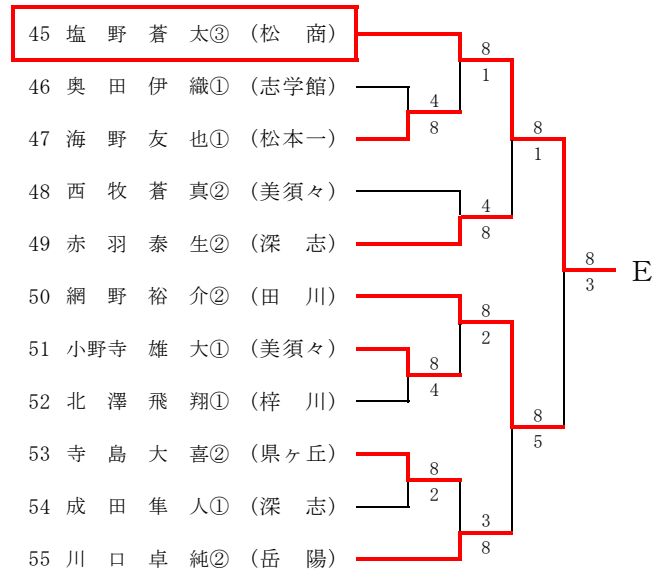 45 塩野蒼太③ (松商)
46 奥田伊織① (志学館)
47 海野友也① (松本一)
48 西牧蒼真② (美須々)
49 赤羽泰生② (深志)
50 網野裕介② (田川)
51 小野寺雄大① (美須々)
52 北澤飛翔① (梓川)
53 寺島大喜② (県ヶ丘)
54 成田隼人① (深志)
55 川口卓純② (岳陽)
4
8
8
4
8
2
8
1
4
8
8
2
3
8
8
1
8
5
8
3
E